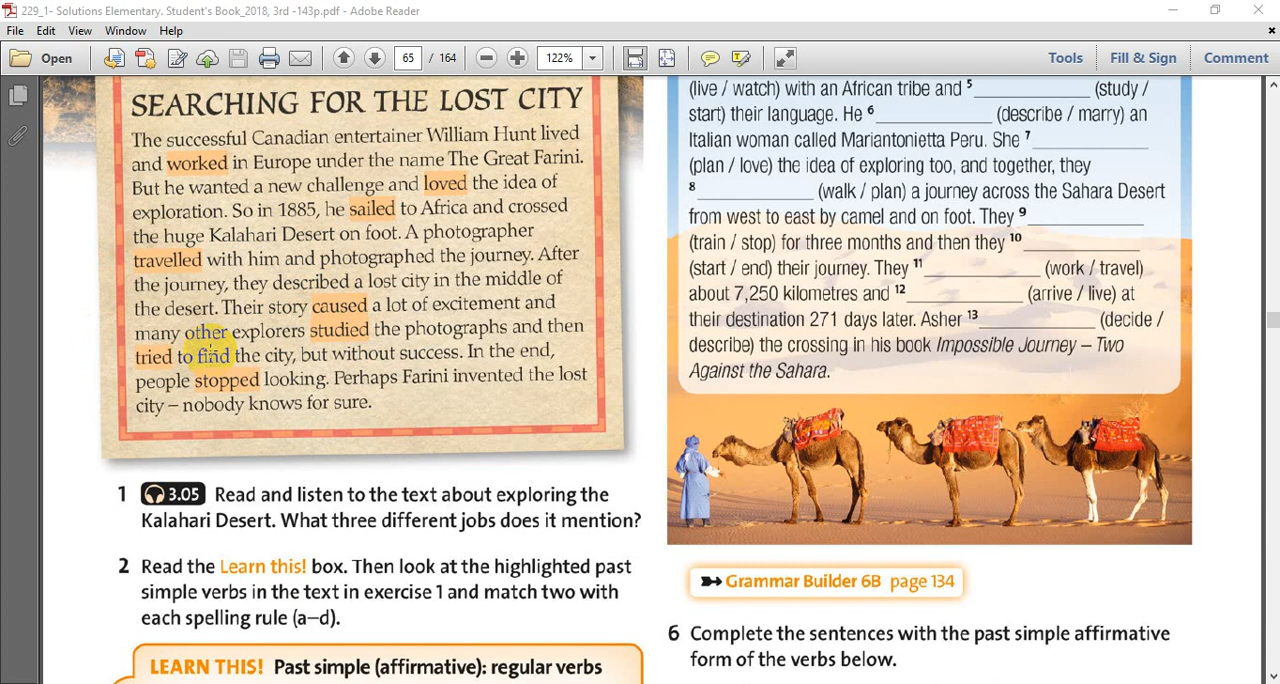 229_1- Solutions Elementary. Student's Book_2018, 3rd -143p.pdf - Adobe Reader
File Edit View Window Help
Open 65 / 164 122% Tools Fill & Sign Comment
SEARCHING FOR THE LOST CITY
The successful Canadian entertainer William Hunt lived
and worked in Europe under the name The Great Farini.
But he wanted a new challenge and loved the idea of
exploration. So in 1885, he sailed to Africa and crossed
the huge Kalahari Desert on foot. A photographer
travelled with him and photographed the journey. After
the journey, they described a lost city in the middle of
the desert. Their story caused a lot of excitement and
many other explorers studied the photographs and then
tried to find the city, but without success. In the end,
people stopped looking. Perhaps Farini invented the lost
city – nobody knows for sure.
1 3.05 Read and listen to the text about exploring the
Kalahari Desert. What three different jobs does it mention?
2 Read the Learn this! box. Then look at the highlighted past
simple verbs in the text in exercise 1 and match two with
each spelling rule (a–d).
LEARN THIS! Past simple (affirmative): regular verbs
(live / watch) with an African tribe and 5 ____________ (study /
start) their language. He 6 ____________ (describe / marry) an
Italian woman called Mariantonietta Peru. She 7 ____________
(plan / love) the idea of exploring too, and together, they
8 ____________ (walk / plan) a journey across the Sahara Desert
from west to east by camel and on foot. They 9 ____________
(train / stop) for three months and then they 10 ____________
(start / end) their journey. They 11 ____________ (work / travel)
about 7,250 kilometres and 12 ____________ (arrive / live) at
their destination 271 days later. Asher 13 ____________ (decide /
describe) the crossing in his book Impossible Journey – Two
Against the Sahara.
Grammar Builder 6B page 134
6 Complete the sentences with the past simple affirmative
form of the verbs below.